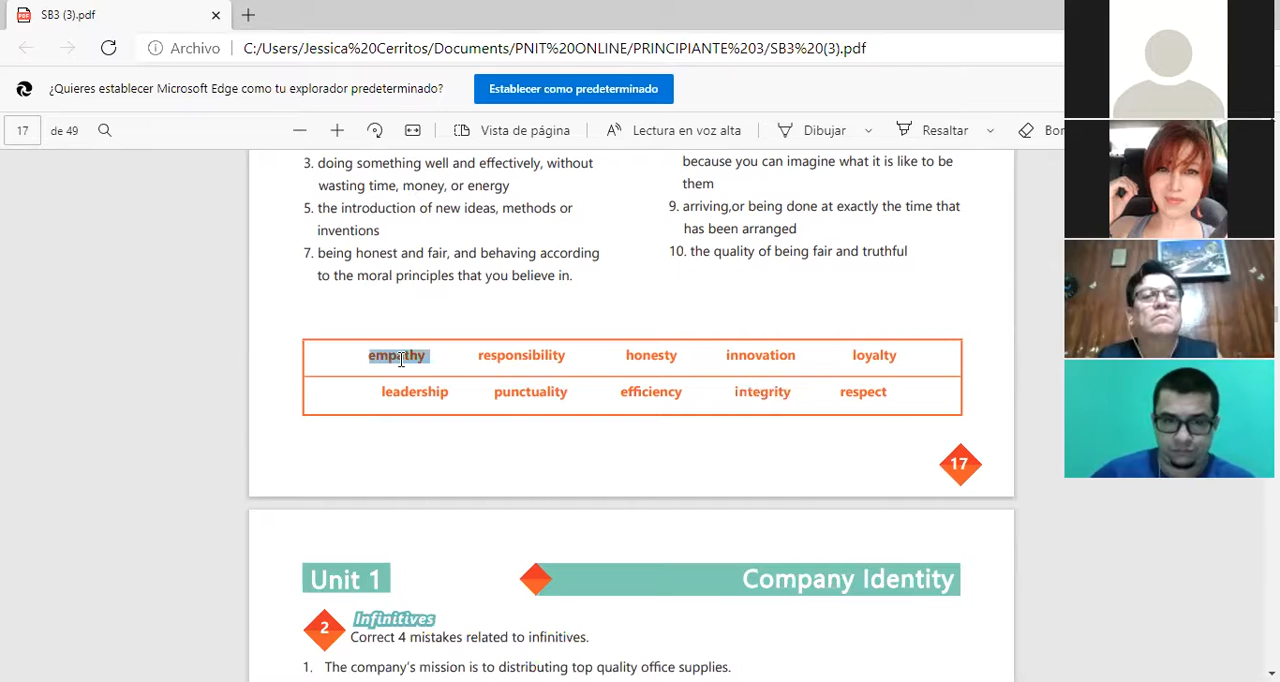 SB3 (3).pdf
Archivo C:/Users/Jessica%20Cerritos/Documents/PNIT%20ONLINE/PRINCIPIANTE%203/SB3%20(3).pdf
¿Quieres establecer Microsoft Edge como tu explorador predeterminado? Establecer como predeterminado
17 de 49 Vista de página Lectura en voz alta Dibujar Resaltar Bor
3. doing something well and effectively, without
wasting time, money, or energy
5. the introduction of new ideas, methods or
inventions
7. being honest and fair, and behaving according
to the moral principles that you believe in.
because you can imagine what it is like to be
them
9. arriving,or being done at exactly the time that
has been arranged
10. the quality of being fair and truthful
empathy responsibility honesty innovation loyalty
leadership punctuality efficiency integrity respect
17
Unit 1 Company Identity
2 Infinitives
Correct 4 mistakes related to infinitives.
1. The company's mission is to distributing top quality office supplies.